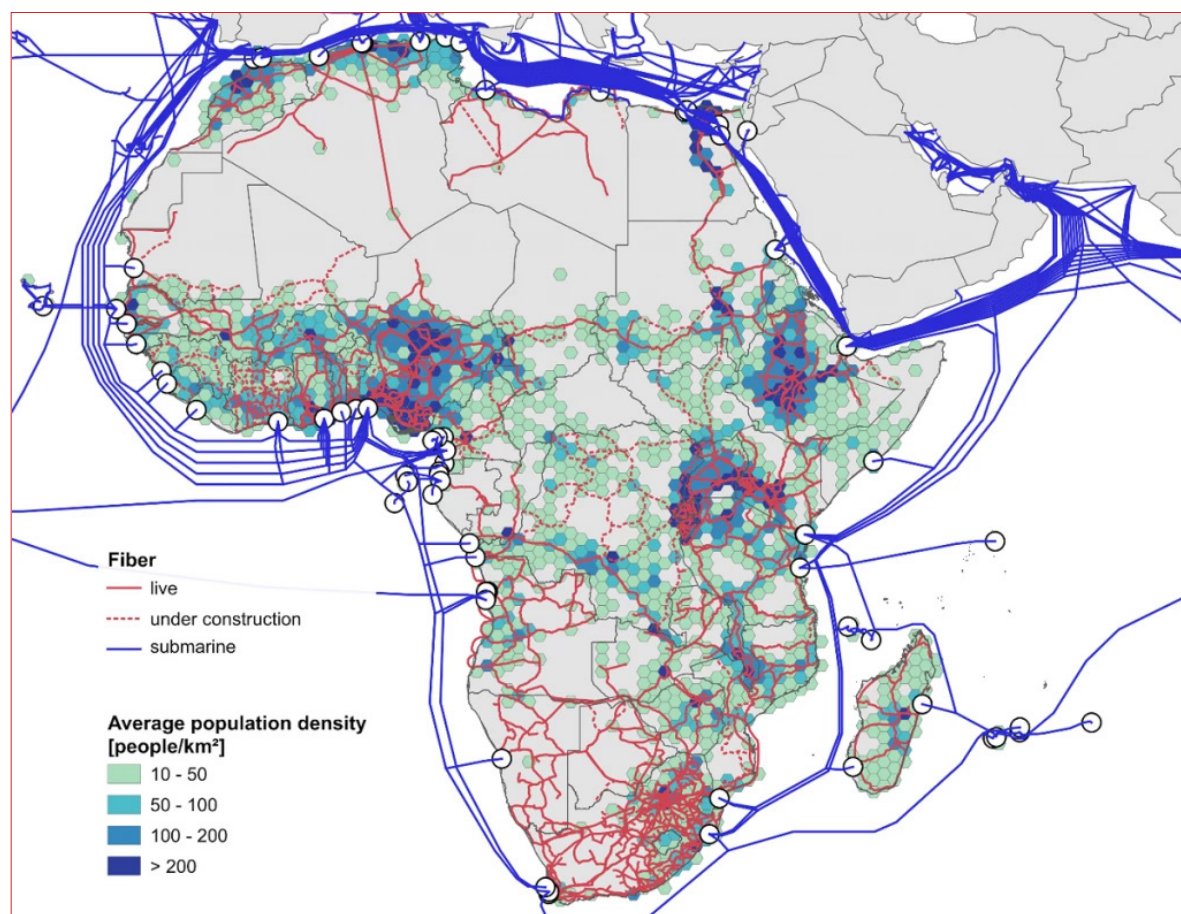 Fiber
live
under construction
submarine
Average population density
[people/km²]
10 - 50
50 - 100
100 - 200
> 200